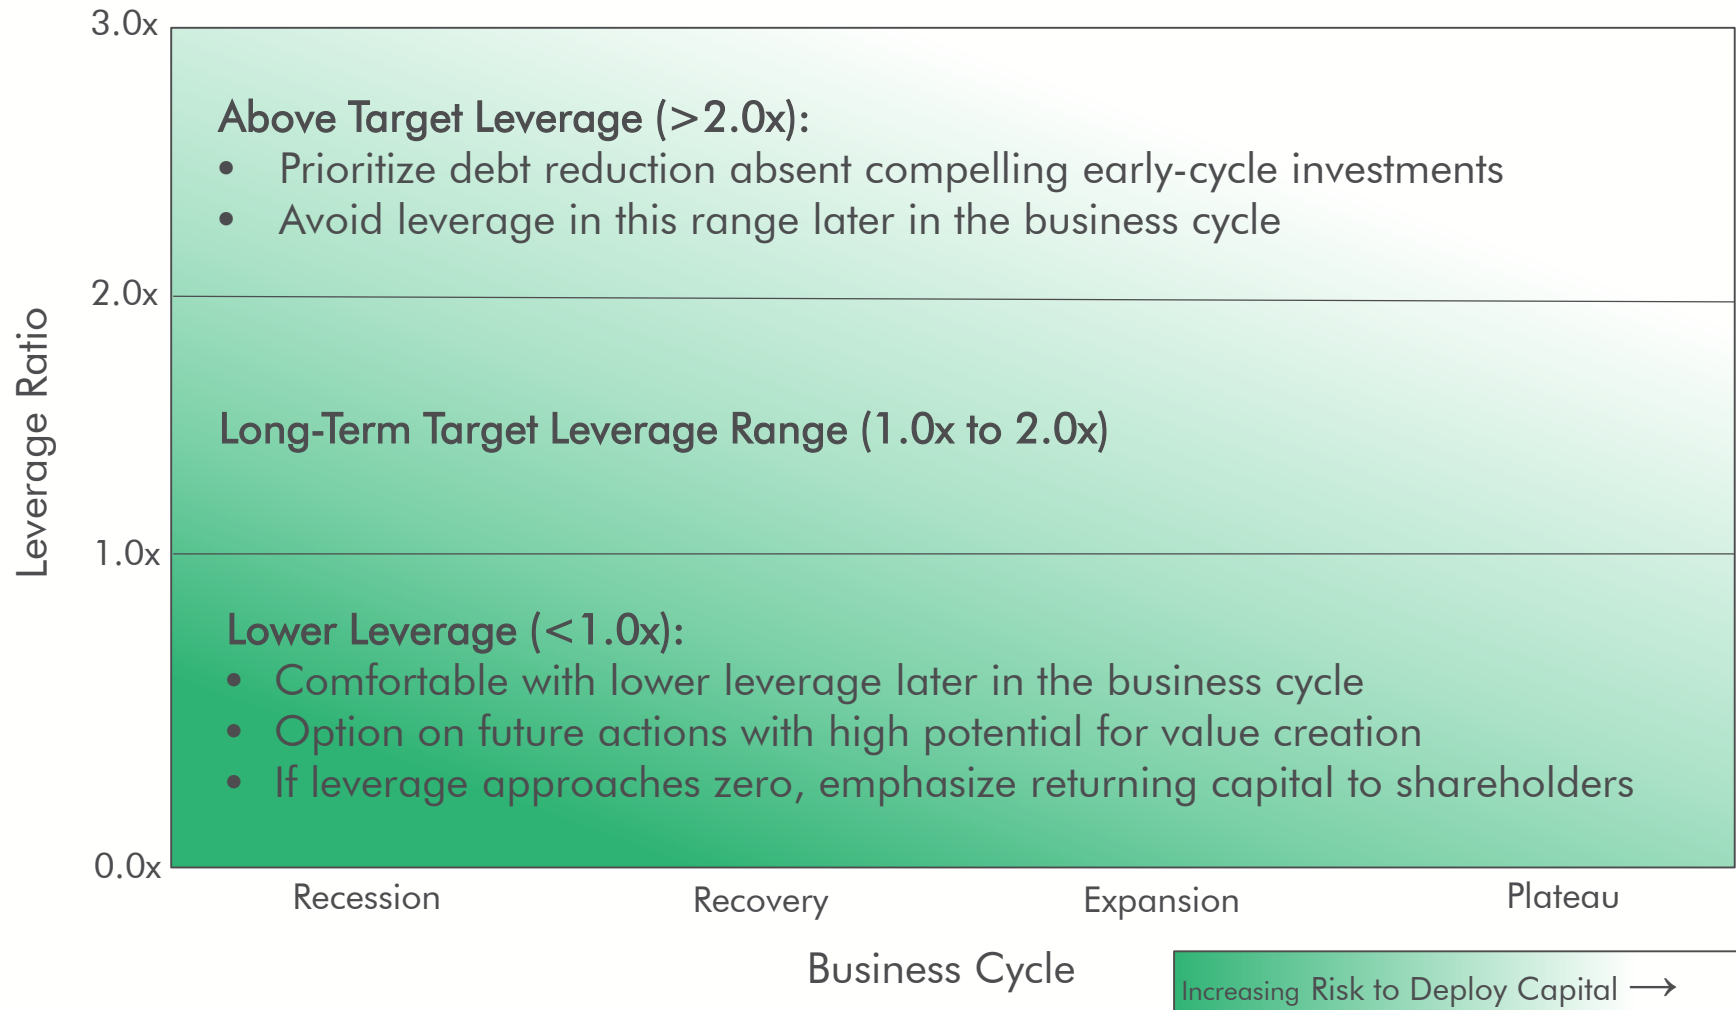 3.0x
Above Target Leverage (>2.0x):
• Prioritize debt reduction absent compelling early-cycle investments
• Avoid leverage in this range later in the business cycle
2.0x
Leverage Ratio
Long-Term Target Leverage Range (1.0x to 2.0x)
1.0x
Lower Leverage (<1.0x):
• Comfortable with lower leverage later in the business cycle
• Option on future actions with high potential for value creation
• If leverage approaches zero, emphasize returning capital to shareholders
0.0x
Recession Recovery Expansion Plateau
Business Cycle
Increasing Risk to Deploy Capital →